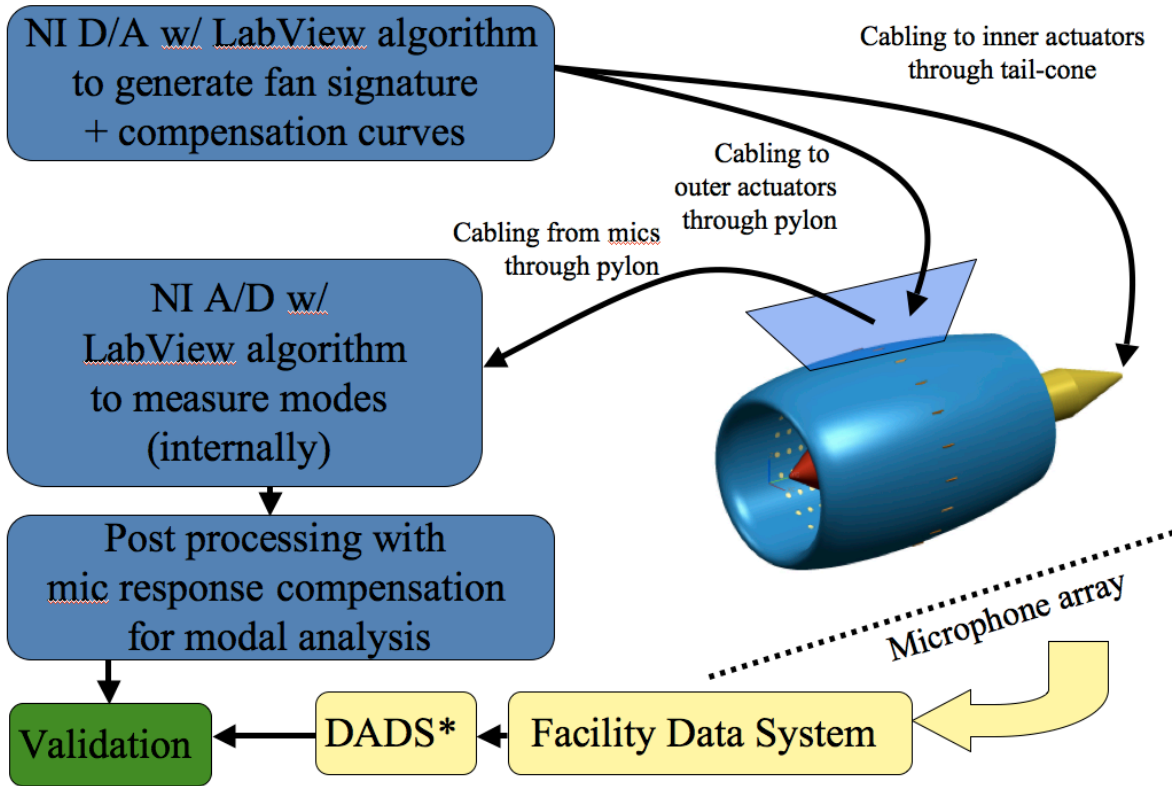 NI D/A w/ LabView algorithm
to generate fan signature
+ compensation curves
Cabling to inner actuators
through tail-cone
Cabling to
outer actuators
through pylon
Cabling from mics
through pylon
NI A/D w/
LabView algorithm
to measure modes
(internally)
Post processing with
mic response compensation
for modal analysis
Microphone array
Validation
DADS*
Facility Data System